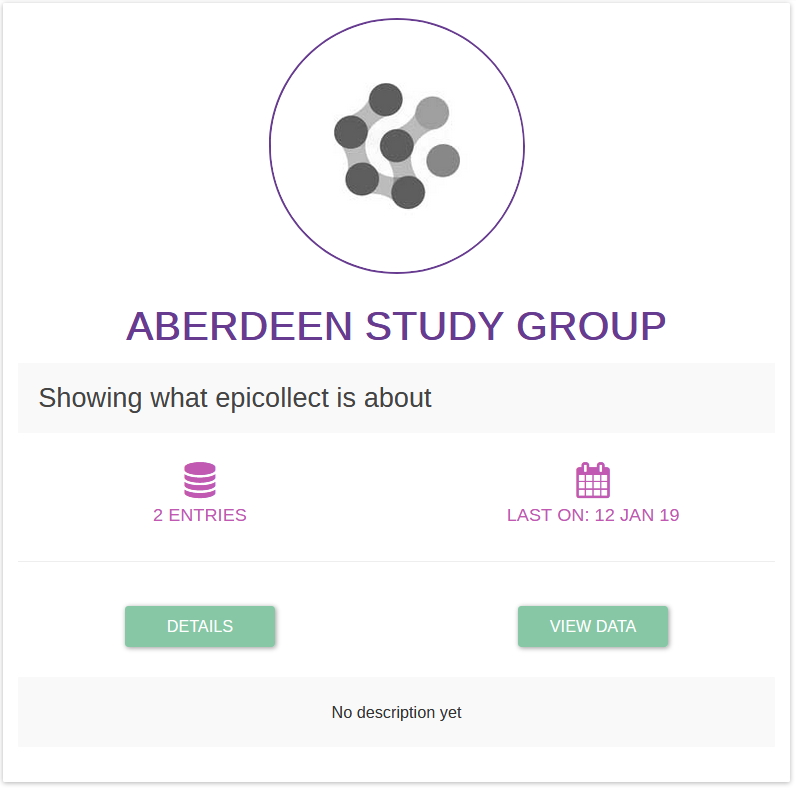 ABERDEEN STUDY GROUP
Showing what epicollect is about
2 ENTRIES
LAST ON: 12 JAN 19
DETAILS
VIEW DATA
No description yet